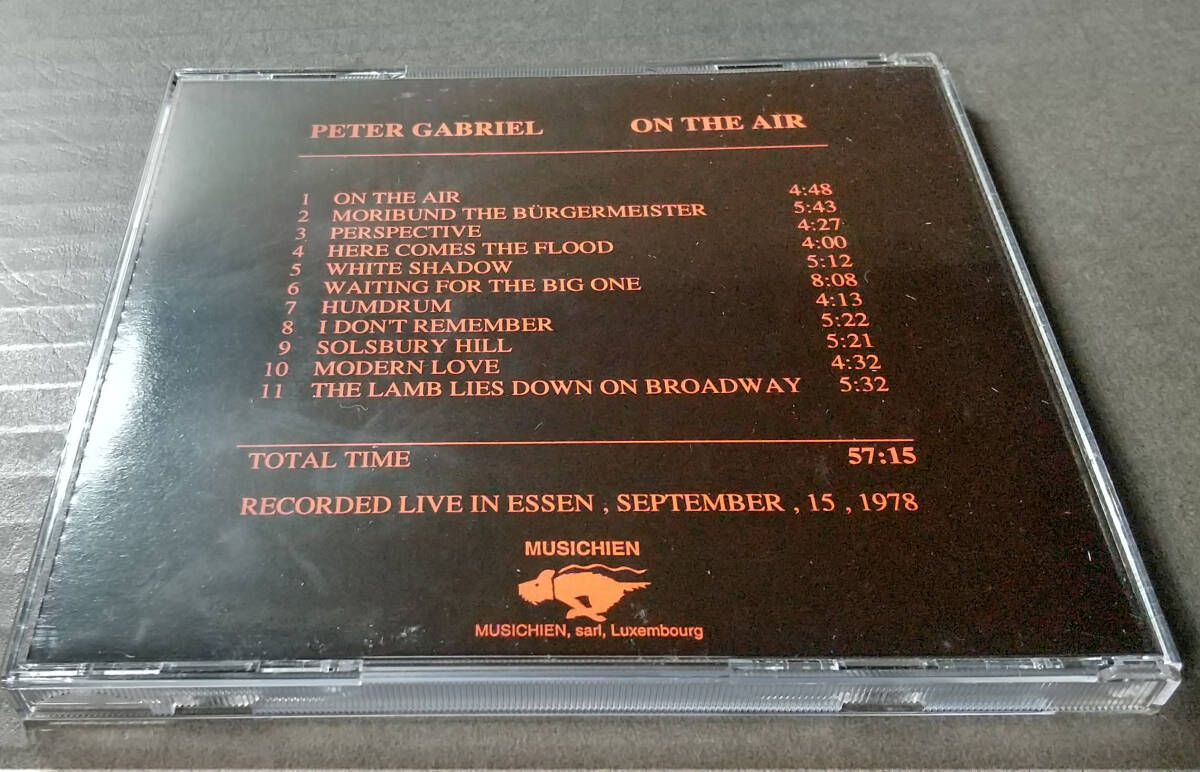 PETER GABRIEL ON THE AIR
1 ON THE AIR 4:48
2 MORIBUND THE BÜRGERMEISTER 5:43
3 PERSPECTIVE 4:27
4 HERE COMES THE FLOOD 4:00
5 WHITE SHADOW 5:12
6 WAITING FOR THE BIG ONE 8:08
7 HUMDRUM 4:13
8 I DON'T REMEMBER 5:22
9 SOLSBURY HILL 5:21
10 MODERN LOVE 4:32
11 THE LAMB LIES DOWN ON BROADWAY 5:32
TOTAL TIME 57:15
RECORDED LIVE IN ESSEN , SEPTEMBER , 15 , 1978
MUSICHIEN
MUSICHIEN, sarl, Luxembourg